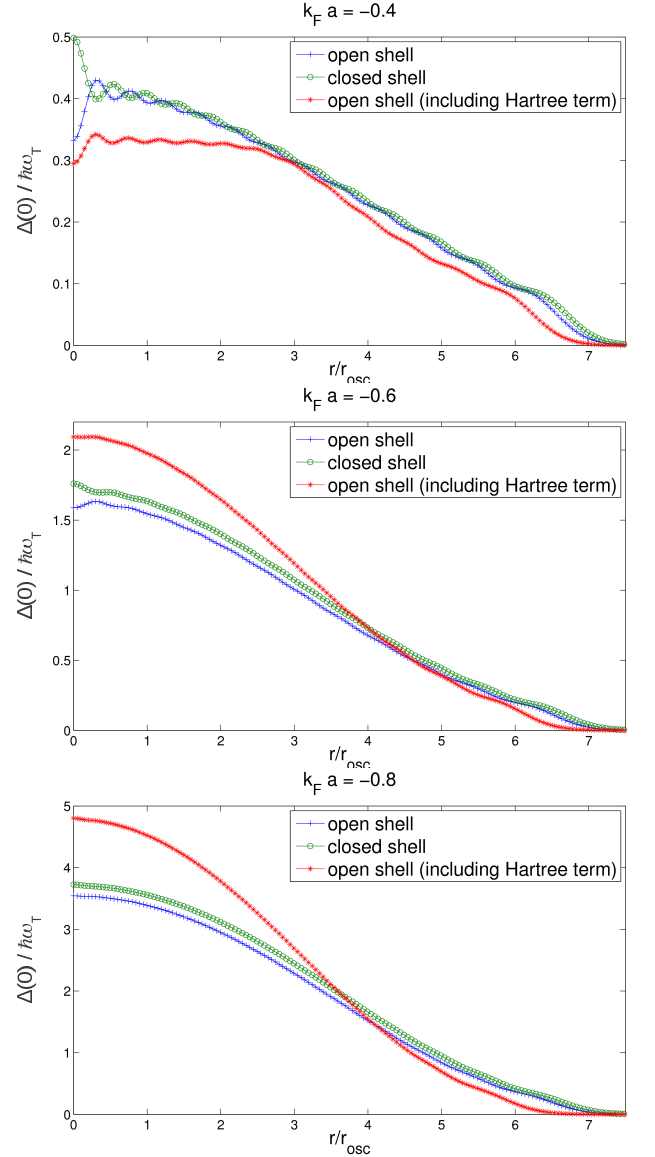 k_F a = −0.4
0.5
0.4
0.3
0.2
0.1
0
Δ(0) / ħω_T
open shell
closed shell
open shell (including Hartree term)
0 1 2 3 4 5 6 7
r/r_osc
k_F a = −0.6
2
1.5
1
0.5
0
Δ(0) / ħω_T
open shell
closed shell
open shell (including Hartree term)
0 1 2 3 4 5 6 7
r/r_osc
k_F a = −0.8
5
4
3
2
1
0
Δ(0) / ħω_T
open shell
closed shell
open shell (including Hartree term)
0 1 2 3 4 5 6 7
r/r_osc